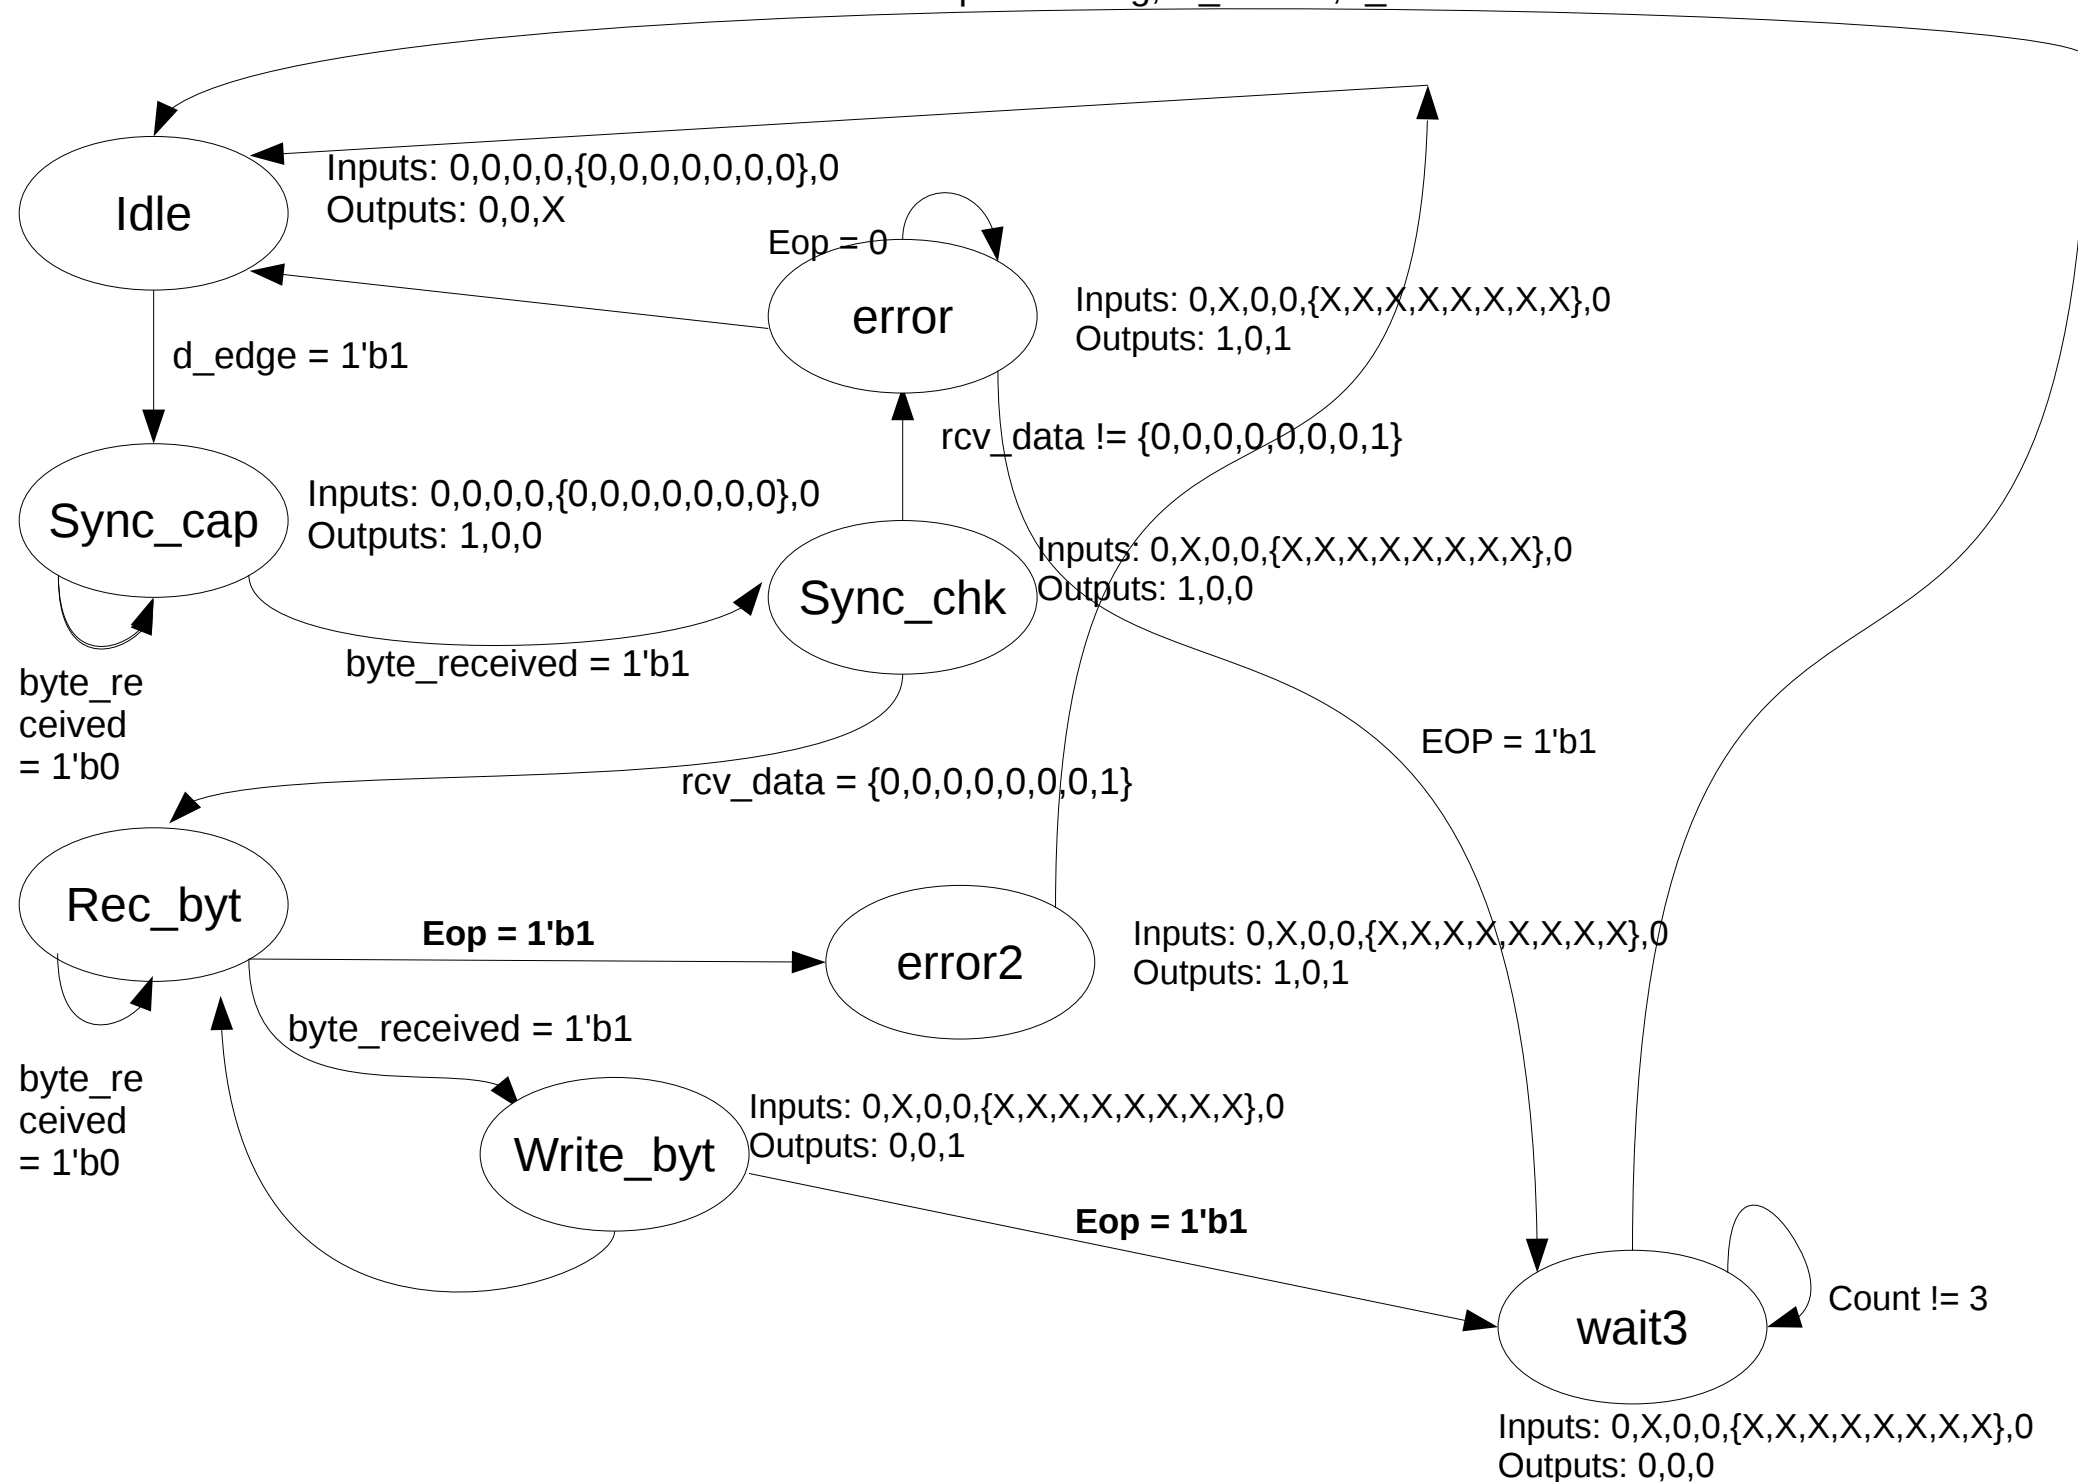 Inputs: 0,0,0,0,{0,0,0,0,0,0,0},0
Outputs: 0,0,X
Idle
Eop = 0
error
Inputs: 0,X,0,0,{X,X,X,X,X,X,X,X},0
Outputs: 1,0,1
d_edge = 1'b1
rcv_data != {0,0,0,0,0,0,0,1}
Sync_cap
Inputs: 0,0,0,0,{0,0,0,0,0,0,0},0
Outputs: 1,0,0
Sync_chk
Inputs: 0,X,0,0,{X,X,X,X,X,X,X,X},0
Outputs: 1,0,0
byte_received = 1'b1
byte_re
ceived
= 1'b0
EOP = 1'b1
rcv_data = {0,0,0,0,0,0,0,1}
Rec_byt
Eop = 1'b1
error2
Inputs: 0,X,0,0,{X,X,X,X,X,X,X,X},0
Outputs: 1,0,1
byte_received = 1'b1
byte_re
ceived
= 1'b0
Write_byt
Inputs: 0,X,0,0,{X,X,X,X,X,X,X,X},0
Outputs: 0,0,1
Eop = 1'b1
wait3
Count != 3
Inputs: 0,X,0,0,{X,X,X,X,X,X,X,X},0
Outputs: 0,0,0